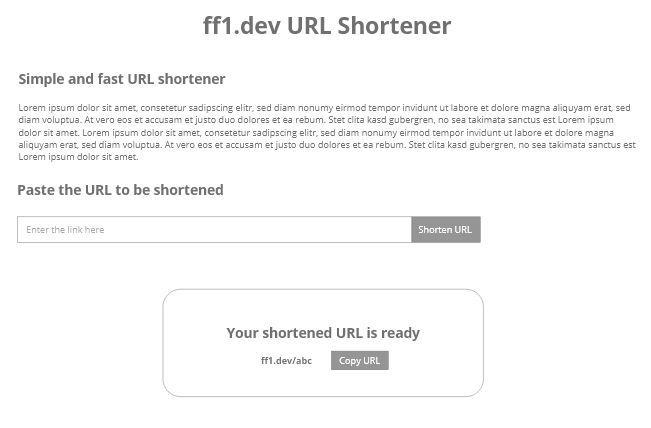 ff1.dev URL Shortener
Simple and fast URL shortener
Lorem ipsum dolor sit amet, consetetur sadipscing elitr, sed diam nonumy eirmod tempor invidunt ut labore et dolore magna aliquyam erat, sed
diam voluptua. At vero eos et accusam et justo duo dolores et ea rebum. Stet clita kasd gubergren, no sea takimata sanctus est Lorem ipsum
dolor sit amet. Lorem ipsum dolor sit amet, consetetur sadipscing elitr, sed diam nonumy eirmod tempor invidunt ut labore et dolore magna
aliquyam erat, sed diam voluptua. At vero eos et accusam et justo duo dolores et ea rebum. Stet clita kasd gubergren, no sea takimata sanctus est
Lorem ipsum dolor sit amet.
Paste the URL to be shortened
Enter the link here Shorten URL
Your shortened URL is ready
ff1.dev/abc Copy URL